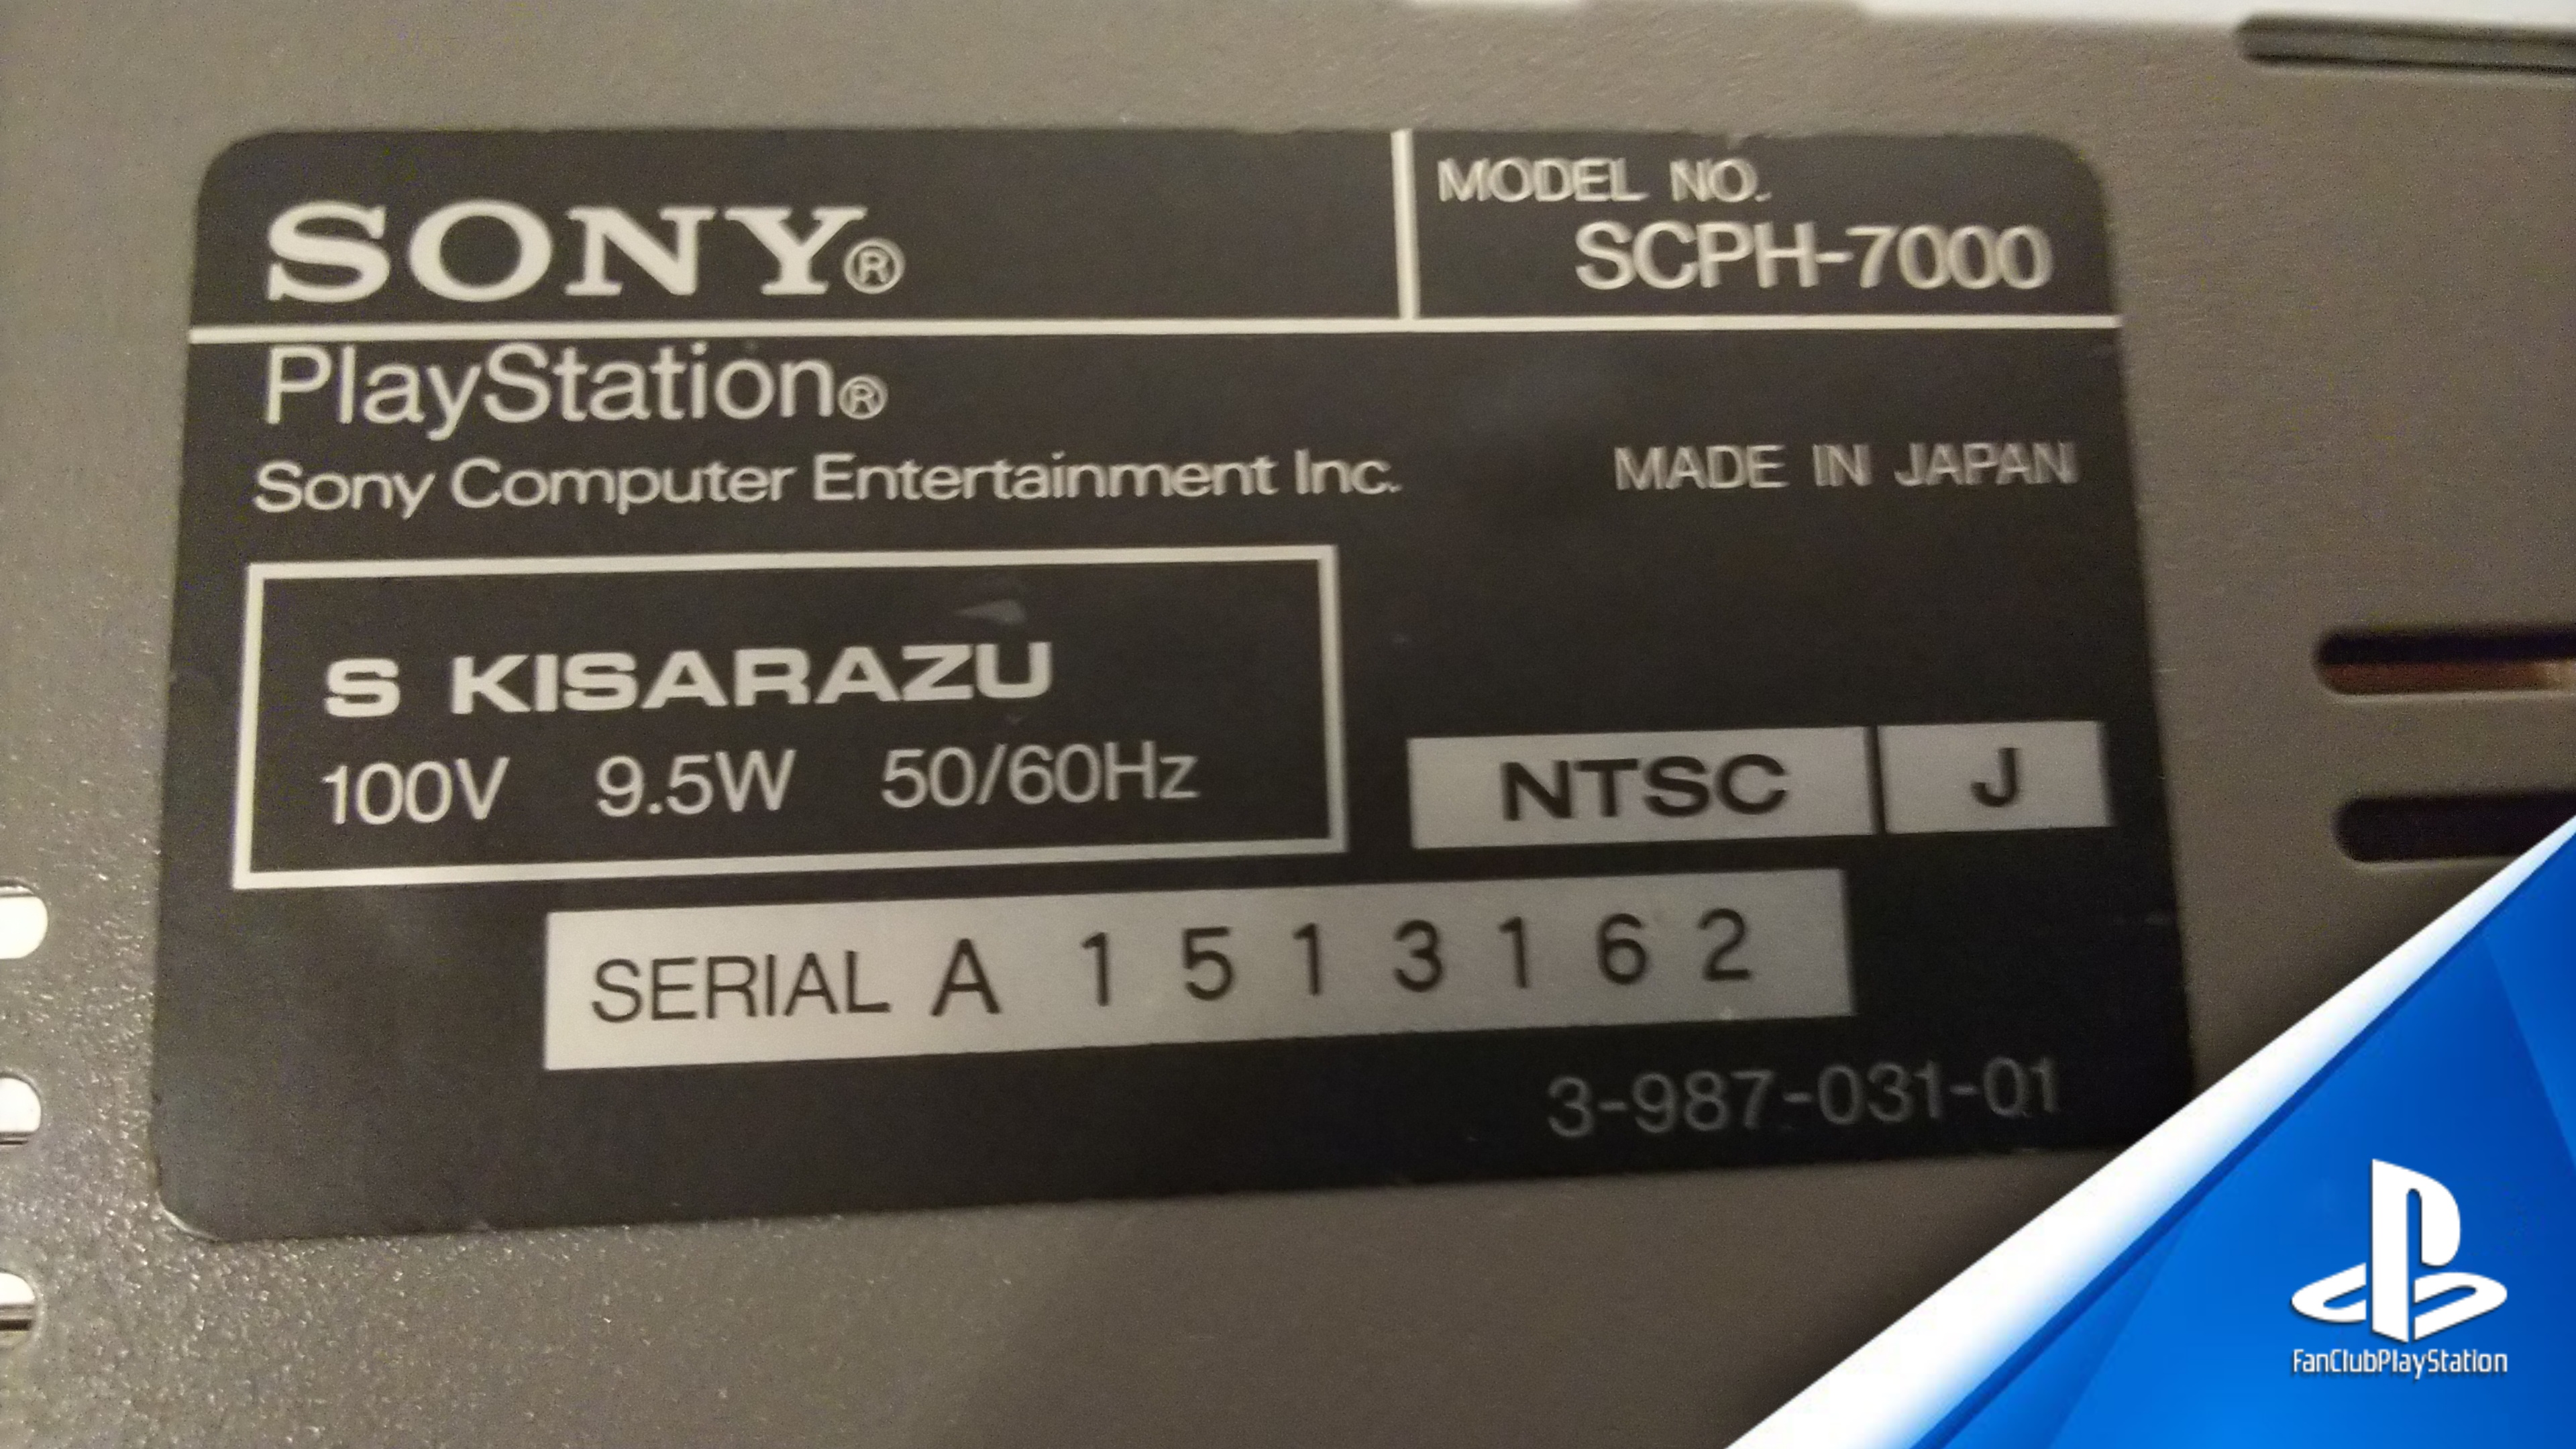 SONY®
MODEL NO.
SCPH-7000
PlayStation®
Sony Computer Entertainment Inc.
MADE IN JAPAN
S KISARAZU
100V 9.5W 50/60Hz
NTSC J
SERIAL A 1 5 1 3 1 6 2
3-987-031-01
FanClubPlayStation